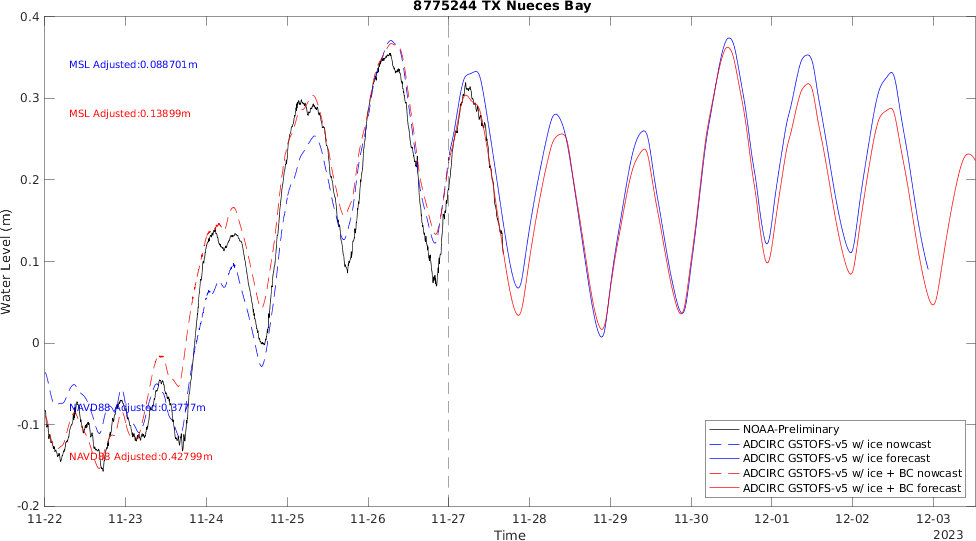 8775244 TX Nueces Bay
0.4
0.3
0.2
0.1
0
-0.1
-0.2
Water Level (m)
MSL Adjusted:0.088701m
MSL Adjusted:0.13899m
NAVD88 Adjusted:0.3777m
NAVD88 Adjusted:0.42799m
NOAA-Preliminary
ADCIRC GSTOFS-v5 w/ ice nowcast
ADCIRC GSTOFS-v5 w/ ice forecast
ADCIRC GSTOFS-v5 w/ ice + BC nowcast
ADCIRC GSTOFS-v5 w/ ice + BC forecast
11-22 11-23 11-24 11-25 11-26 11-27 11-28 11-29 11-30 12-01 12-02 12-03
Time
2023